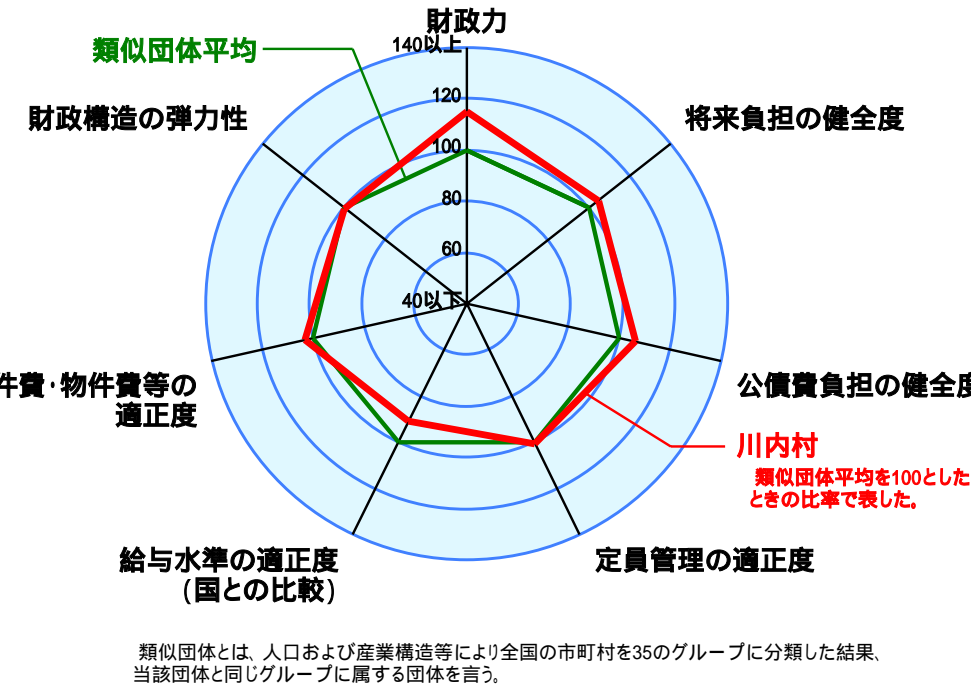 財政力
140以上
類似団体平均
120
財政構造の弾力性
将来負担の健全度
100
80
60
40以下
件費・物件費等の
適正度
公債費負担の健全度
川内村
類似団体平均を100とした
ときの比率で表した。
給与水準の適正度
(国との比較)
定員管理の適正度
類似団体とは、人口および産業構造等により全国の市町村を35のグループに分類した結果、
当該団体と同じグループに属する団体を言う。